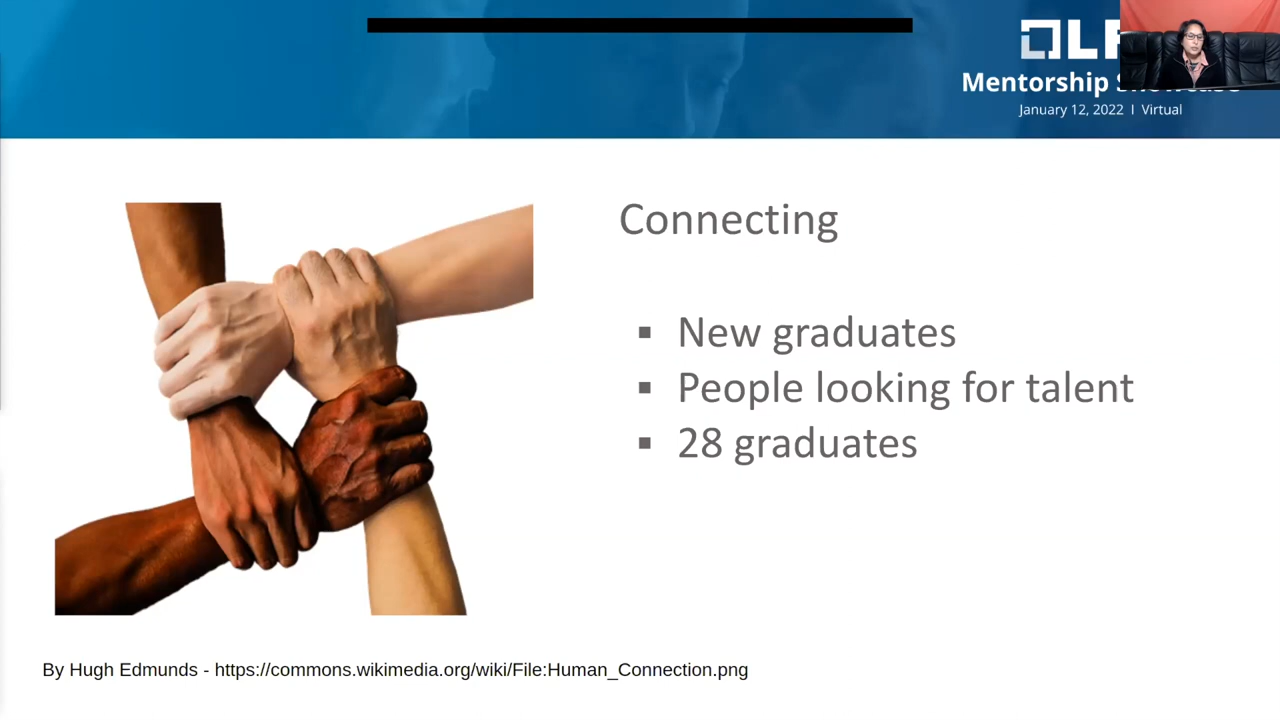 LF
Mentorship
January 12, 2022 | Virtual
Connecting
▪ New graduates
▪ People looking for talent
▪ 28 graduates
By Hugh Edmunds - https://commons.wikimedia.org/wiki/File:Human_Connection.png